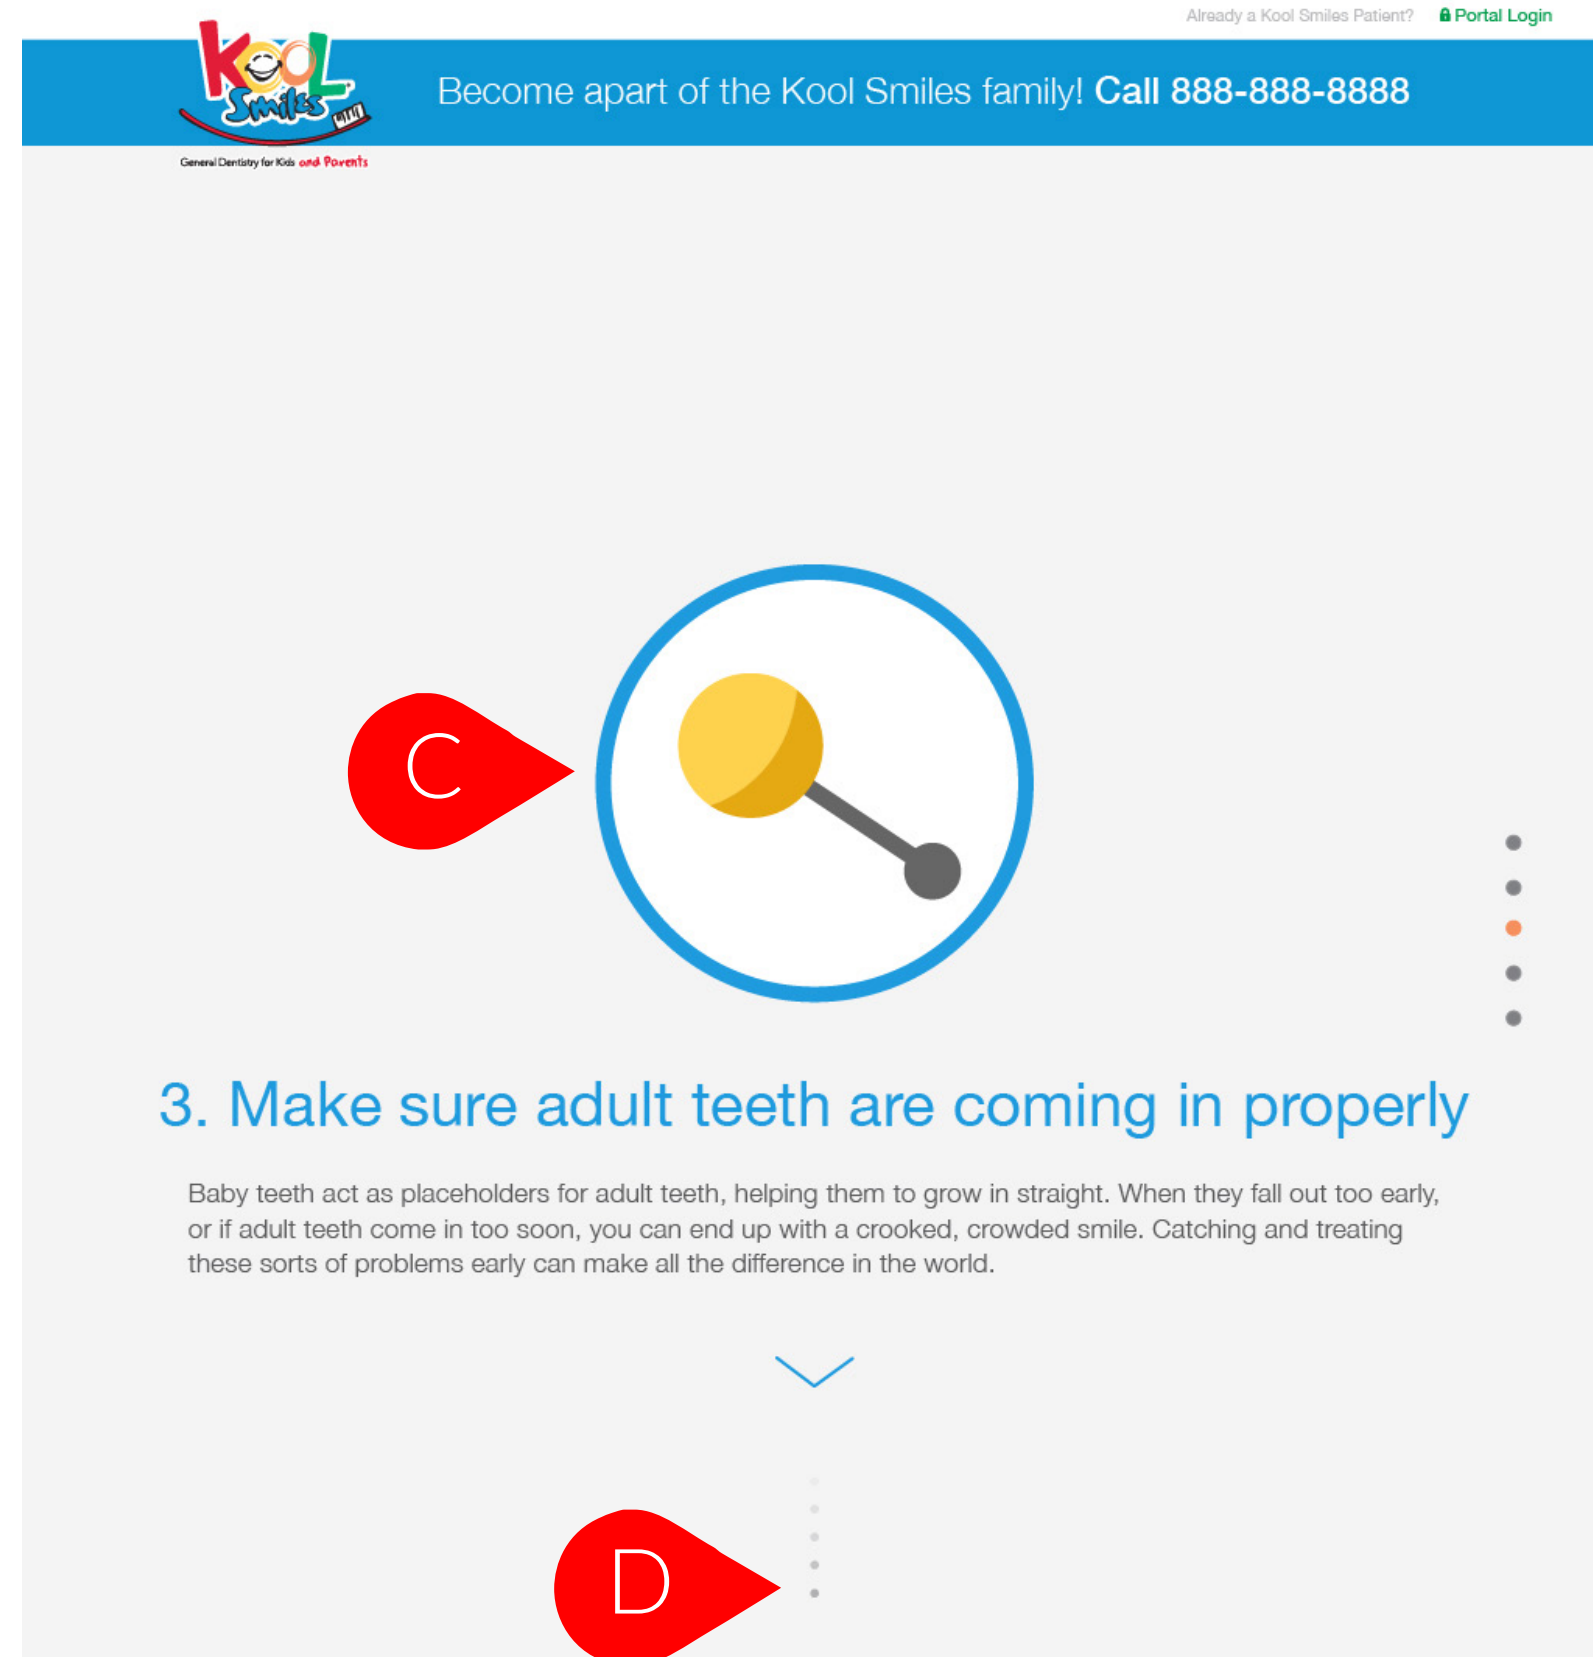 Already a Kool Smiles Patient? Portal Login
Kool
Smiles
Become apart of the Kool Smiles family! Call 888-888-8888
General Dentistry for Kids and Parents
C
3. Make sure adult teeth are coming in properly
Baby teeth act as placeholders for adult teeth, helping them to grow in straight. When they fall out too early,
or if adult teeth come in too soon, you can end up with a crooked, crowded smile. Catching and treating
these sorts of problems early can make all the difference in the world.
D